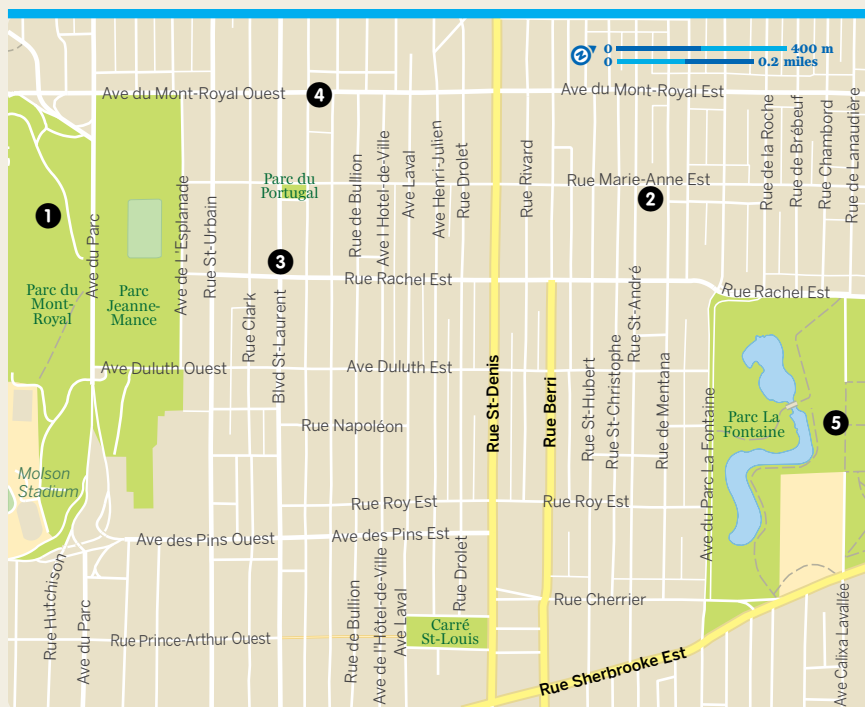 0 400 m
0 0.2 miles
Ave du Mont-Royal Ouest
4
Ave du Mont-Royal Est
Rue de la Roche
Rue de Brébeuf
Rue Chambord
Rue de Lanaudière
Parc du
Portugal
Rue de Bullion
Ave l Hôtel-de-Ville
Ave Laval
Ave Henri-Julien
Rue Drolet
Rue Rivard
Rue Marie-Anne Est
2
1
Ave du Parc
Ave de L'Esplanade
Rue St-Urbain
3
Rue Rachel Est
Rue Rachel Est
Parc du
Mont-
Royal
Parc
Jeanne-
Mance
Rue Clark
Blvd St-Laurent
Rue St-André
Ave Duluth Ouest
Ave Duluth Est
Rue St-Denis
Rue Berri
Rue St-Hubert
Rue St-Christophe
Rue de Mentana
Ave du Parc La Fontaine
Parc La
Fontaine
5
Rue Napoléon
Molson
Stadium
Rue Roy Est
Rue Roy Est
Ave des Pins Ouest
Ave des Pins Est
Rue Hutchison
Ave du Parc
Rue de Bullion
Ave de l'Hôtel-de-Ville
Ave Laval
Rue Drolet
Rue Cherrier
Rue Prince-Arthur Ouest
Carré
St-Louis
Rue Sherbrooke Est
Ave Calixa Lavallée